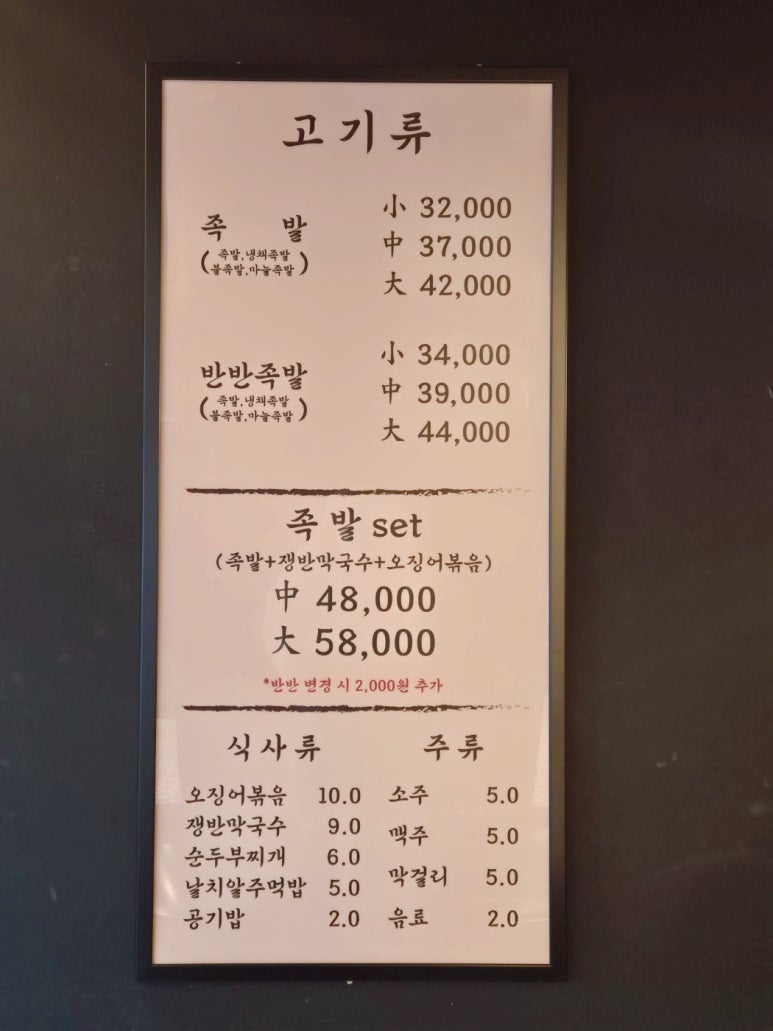 고기류
족 발
小 32,000
(족발,냉채족발
불족발,마늘족발)
中 37,000
大 42,000
반반족발
小 34,000
(족발,냉채족발
불족발,마늘족발)
中 39,000
大 44,000
족발 set
(족발+쟁반막국수+오징어볶음)
中 48,000
大 58,000
*반반 변경 시 2,000원 추가
식사류
오징어볶음 10.0
쟁반막국수 9.0
순두부찌개 6.0
날치알주먹밥 5.0
공기밥 2.0
주류
소주 5.0
맥주 5.0
막걸리 5.0
음료 2.0